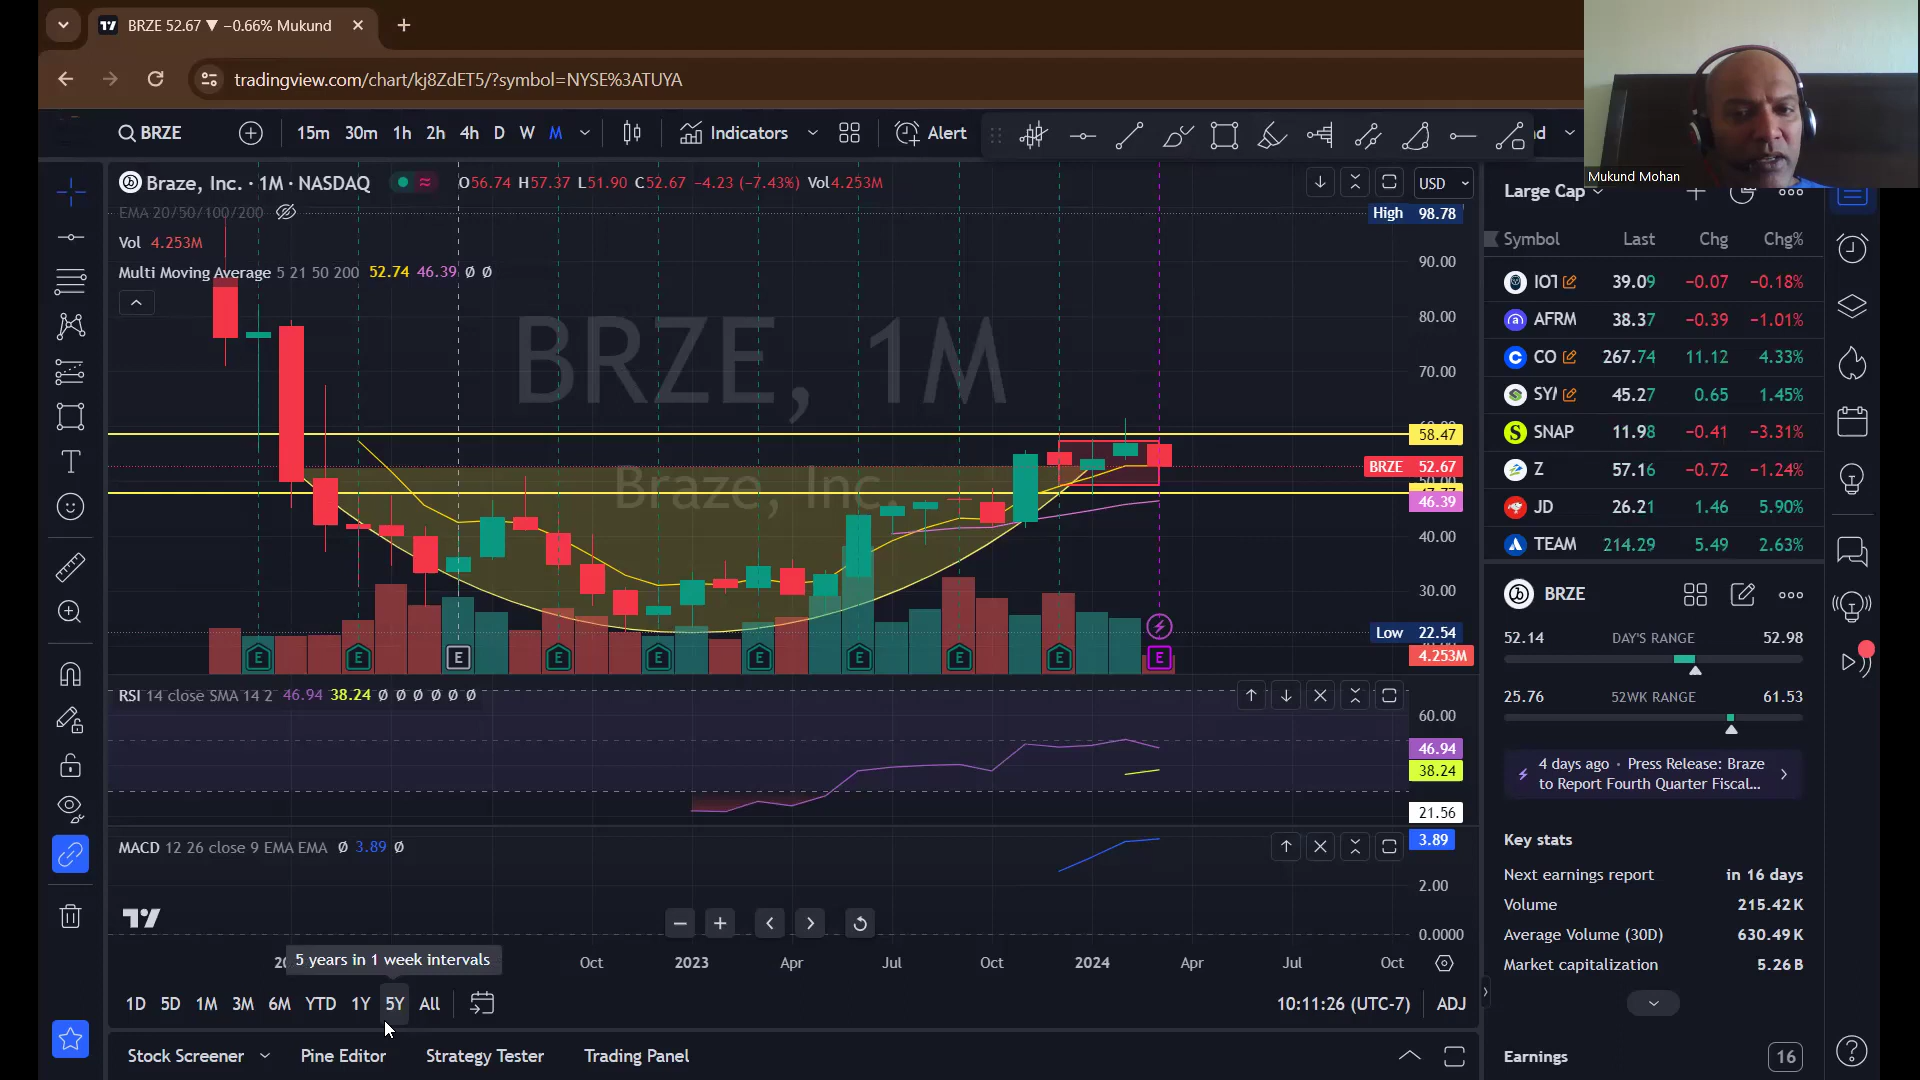 BRZE 52.67 ▼ −0.66% Mukund
tradingview.com/chart/kj8ZdET5/?symbol=NYSE%3ATUYA
Mukund Mohan
BRZE 15m 30m 1h 2h 4h D W M Indicators Alert
Braze, Inc. · 1M · NASDAQ O56.74 H57.37 L51.90 C52.67 −4.23 (−7.43%) Vol4.253M USD
EMA 20/50/100/200
High 98.78
Vol 4.253M
Multi Moving Average 5 21 50 200 52.74 46.39 Ø Ø
BRZE, 1M
Braze, Inc.
90.00
80.00
70.00
58.47
BRZE 52.67
50.00
46.39
40.00
30.00
Low 22.54
4.253M
E E E E E E E E E E
RSI 14 close SMA 14 2 46.94 38.24 Ø Ø Ø Ø Ø Ø
60.00
46.94
38.24
21.56
MACD 12 26 close 9 EMA EMA Ø 3.89 Ø
3.89
2.00
0.0000
5 years in 1 week intervals
Oct 2023 Apr Jul Oct 2024 Apr Jul Oct
1D 5D 1M 3M 6M YTD 1Y 5Y All
10:11:26 (UTC-7) ADJ
Stock Screener Pine Editor Strategy Tester Trading Panel
Large Cap
Symbol Last Chg Chg%
IOT 39.09 −0.07 −0.18%
AFRM 38.37 −0.39 −1.01%
CO 267.74 11.12 4.33%
SYM 45.27 0.65 1.45%
SNAP 11.98 −0.41 −3.31%
Z 57.16 −0.72 −1.24%
JD 26.21 1.46 5.90%
TEAM 214.29 5.49 2.63%
BRZE
52.14 DAY'S RANGE 52.98
25.76 52WK RANGE 61.53
4 days ago · Press Release: Braze
to Report Fourth Quarter Fiscal...
Key stats
Next earnings report in 16 days
Volume 215.42K
Average Volume (30D) 630.49K
Market capitalization 5.26B
Earnings 16